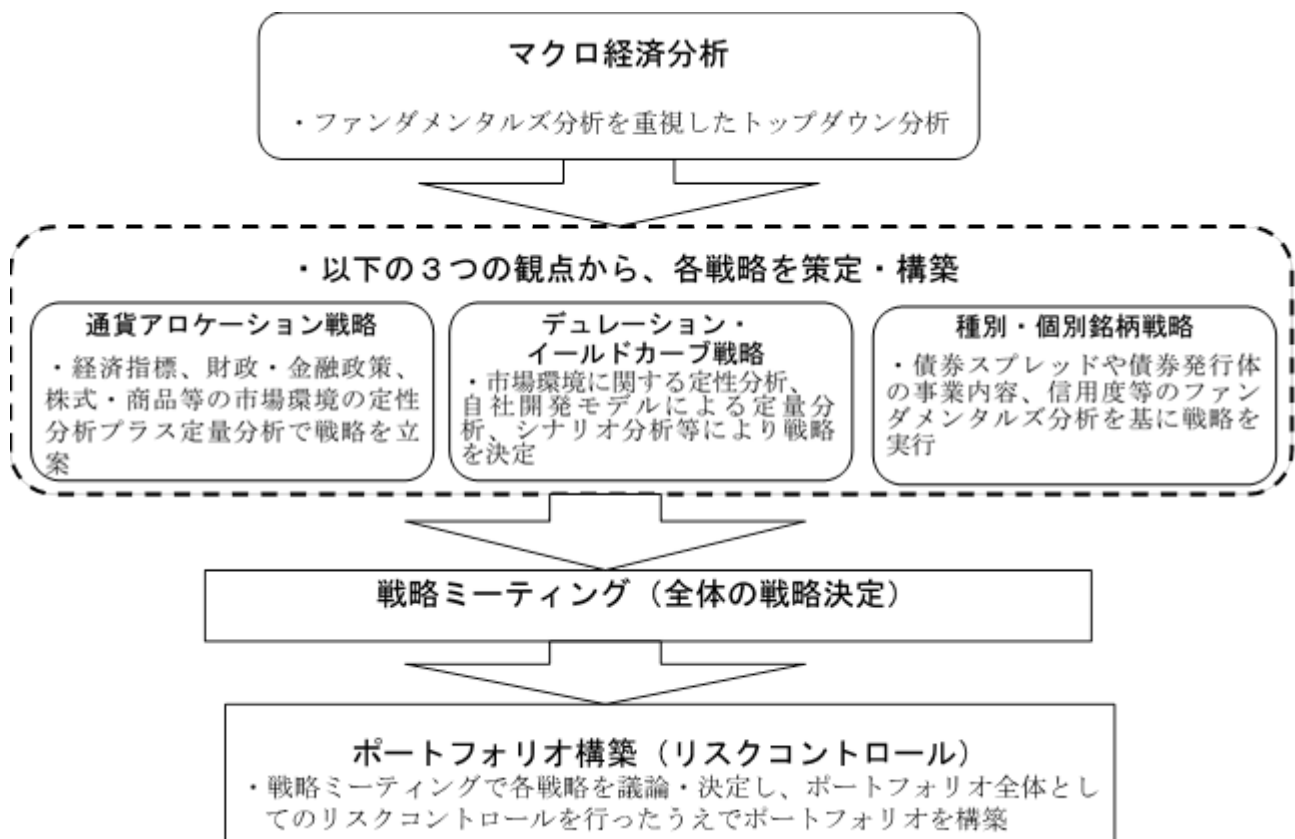 マクロ経済分析
・ファンダメンタルズ分析を重視したトップダウン分析
・以下の３つの観点から、各戦略を策定・構築
通貨アロケーション戦略
・経済指標、財政・金融政策、
株式・商品等の市場環境の定性
分析プラス定量分析で戦略を立
案
デュレーション・
イールドカーブ戦略
・市場環境に関する定性分析、
自社開発モデルによる定量分
析、シナリオ分析等により戦略
を決定
種別・個別銘柄戦略
・債券スプレッドや債券発行体
の事業内容、信用度等のファン
ダメンタルズ分析を基に戦略を
実行
戦略ミーティング（全体の戦略決定）
ポートフォリオ構築（リスクコントロール）
・戦略ミーティングで各戦略を議論・決定し、ポートフォリオ全体とし
てのリスクコントロールを行ったうえでポートフォリオを構築